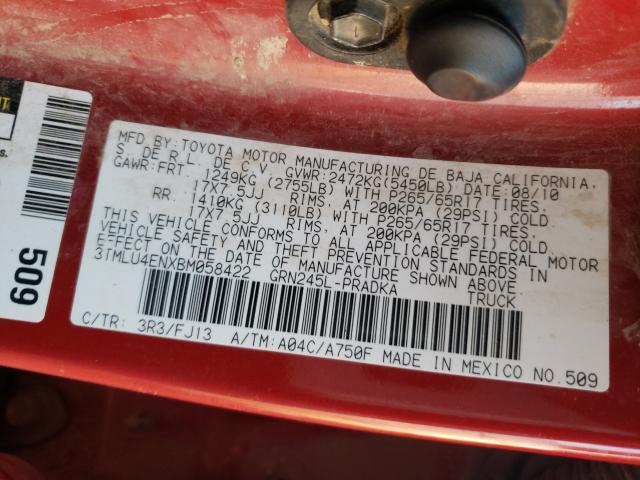 MFD. BY: TOYOTA MOTOR MANUFACTURING DE BAJA CALIFORNIA,
S. DE R.L. DE C.V. GVWR: 2472KG(5450LB) DATE: 08/10
GAWR: FRT 1249KG (2755LB) WITH P265/65R17 TIRES,
17X7.5JJ RIMS, AT 200KPA (29PSI) COLD
RR. 1410KG (3110LB) WITH P265/65R17 TIRES,
17X7.5JJ RIMS, AT 200KPA (29PSI) COLD
THIS VEHICLE CONFORMS TO ALL APPLICABLE FEDERAL MOTOR
VEHICLE SAFETY AND THEFT PREVENTION STANDARDS IN
EFFECT ON THE DATE OF MANUFACTURE SHOWN ABOVE.
3TMLU4ENXBM058422 GRN245L-PRADKA TRUCK
C/TR: 3R3/FJ13 A/TM: A04C/A750F MADE IN MEXICO NO.509
509